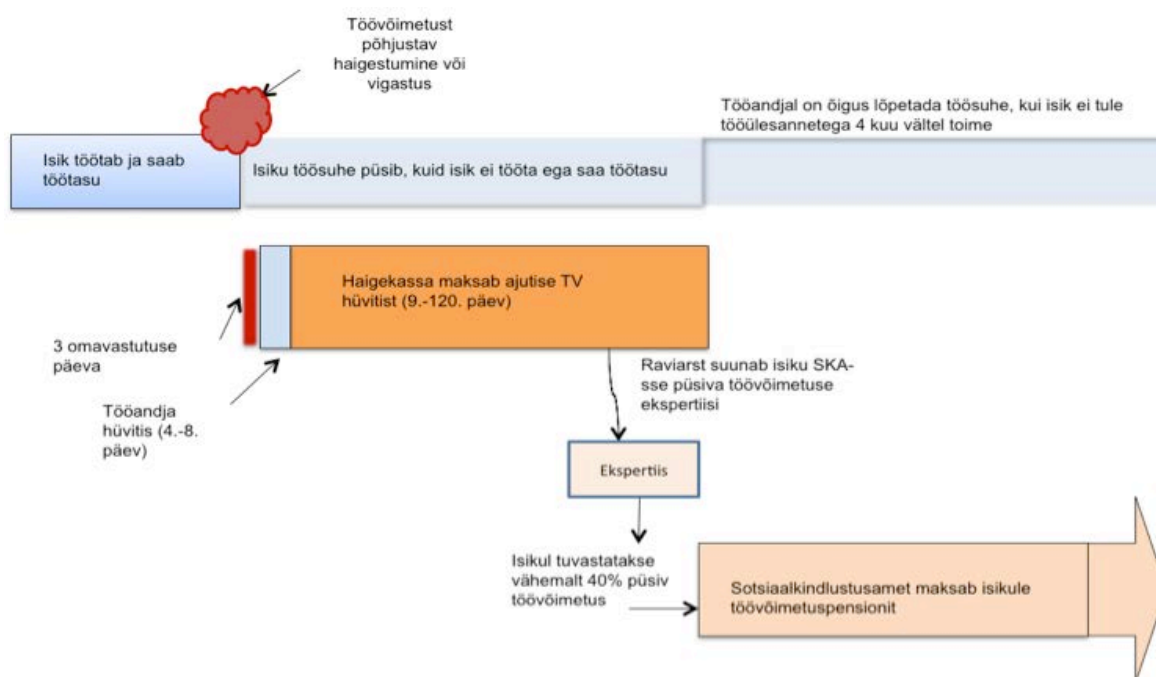 Töövõimetust
põhjustav
haigestumine või
vigastus
Tööandjal on õigus lõpetada töösuhe, kui isik ei tule
tööülesannetega 4 kuu vältel toime
Isik töötab ja saab
töötasu
Isiku töösuhe püsib, kuid isik ei tööta ega saa töötasu
Haigekassa maksab ajutise TV
hüvitist (9.-120. päev)
3 omavastutuse
päeva
Tööandja
hüvitis (4.-8.
päev)
Raviarst suunab isiku SKA-
sse püsiva töövõimetuse
ekspertiisi
Ekspertiis
Isikul tuvastatakse
vähemalt 40% püsiv
töövõimetus
Sotsiaalkindlustusamet maksab isikule
töövõimetuspensionit